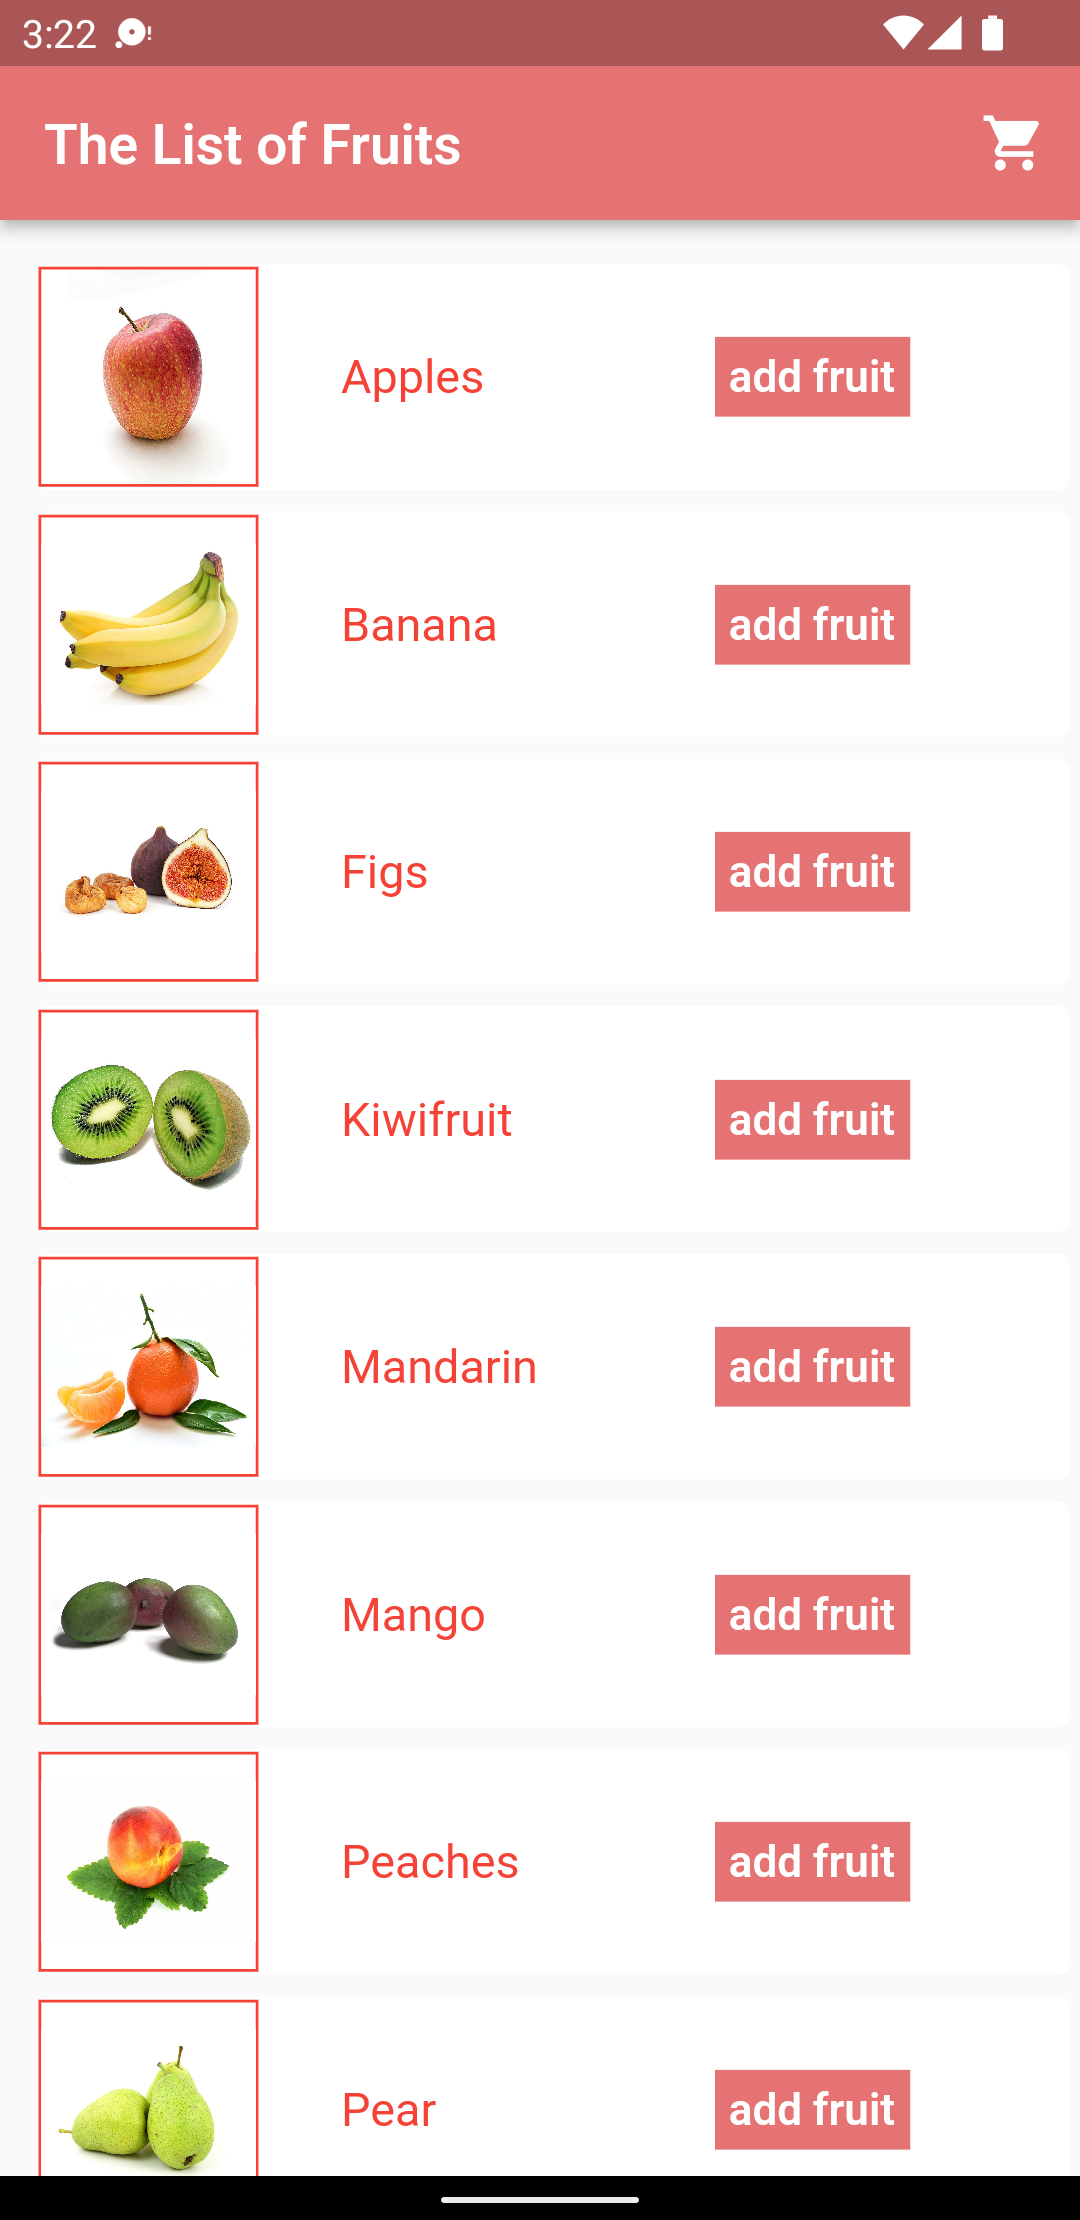 3:22
The List of Fruits
Apples add fruit
Banana add fruit
Figs add fruit
Kiwifruit add fruit
Mandarin add fruit
Mango add fruit
Peaches add fruit
Pear add fruit